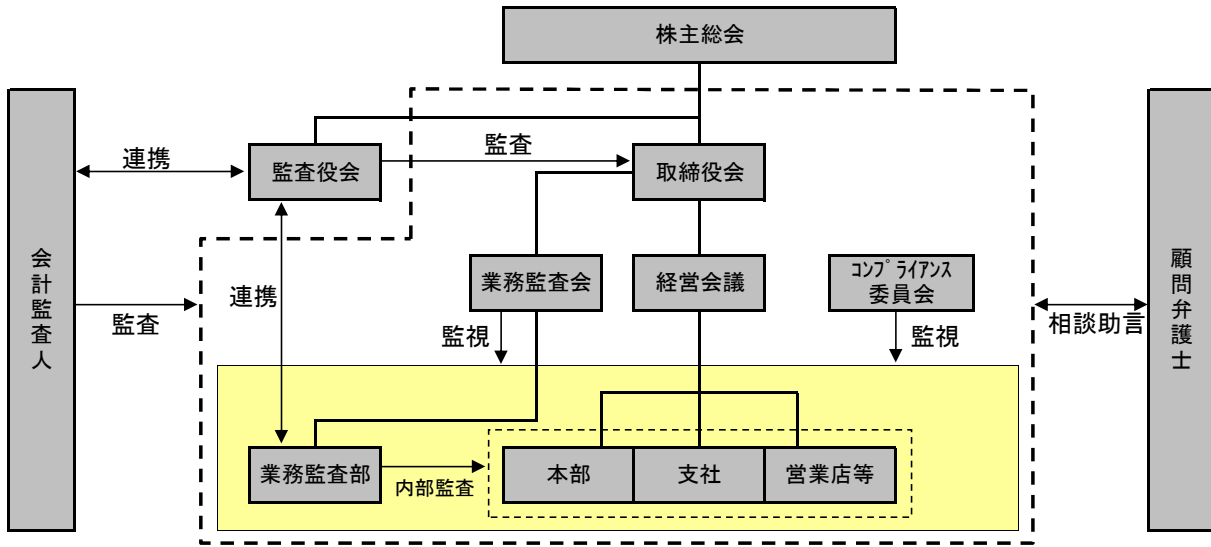 株主総会
連携
監査役会
監査
取締役会
会計監査人
監査
連携
業務監査会
経営会議
コンプライアンス
委員会
監視
監視
相談助言
顧問弁護士
業務監査部
内部監査
本部
支社
営業店等